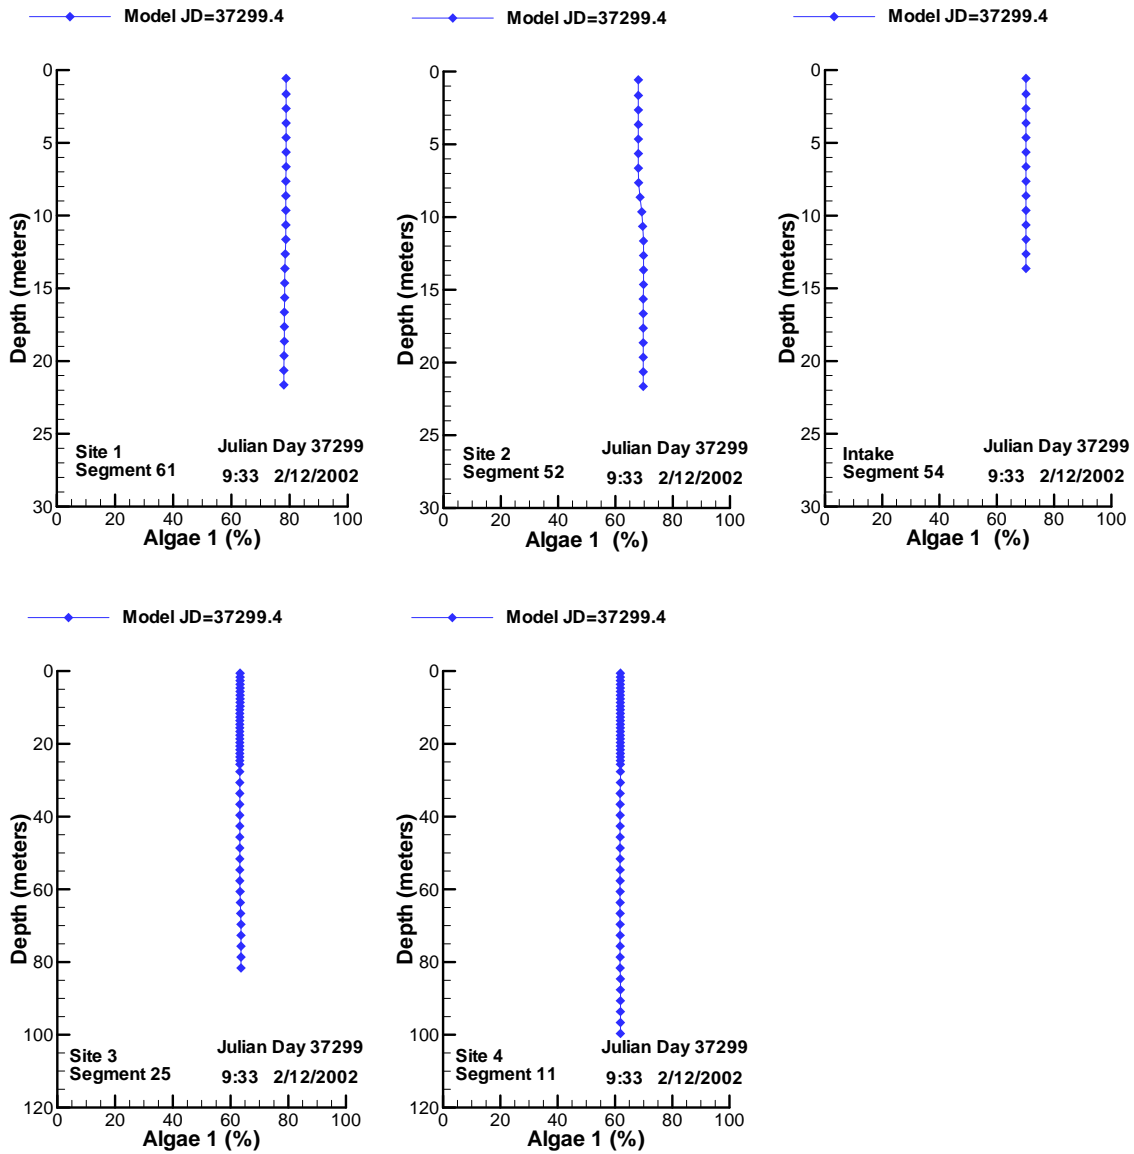 Model JD=37299.4
0
5
10
15
20
25
30
Depth (meters)
Site 1
Segment 61
Julian Day 37299
9:33 2/12/2002
0 20 40 60 80 100
Algae 1 (%)
Model JD=37299.4
0
5
10
15
20
25
30
Depth (meters)
Site 2
Segment 52
Julian Day 37299
9:33 2/12/2002
0 20 40 60 80 100
Algae 1 (%)
Model JD=37299.4
0
5
10
15
20
25
30
Depth (meters)
Intake
Segment 54
Julian Day 37299
9:33 2/12/2002
0 20 40 60 80 100
Algae 1 (%)
Model JD=37299.4
0
20
40
60
80
100
120
Depth (meters)
Site 3
Segment 25
Julian Day 37299
9:33 2/12/2002
0 20 40 60 80 100
Algae 1 (%)
Model JD=37299.4
0
20
40
60
80
100
120
Depth (meters)
Site 4
Segment 11
Julian Day 37299
9:33 2/12/2002
0 20 40 60 80 100
Algae 1 (%)